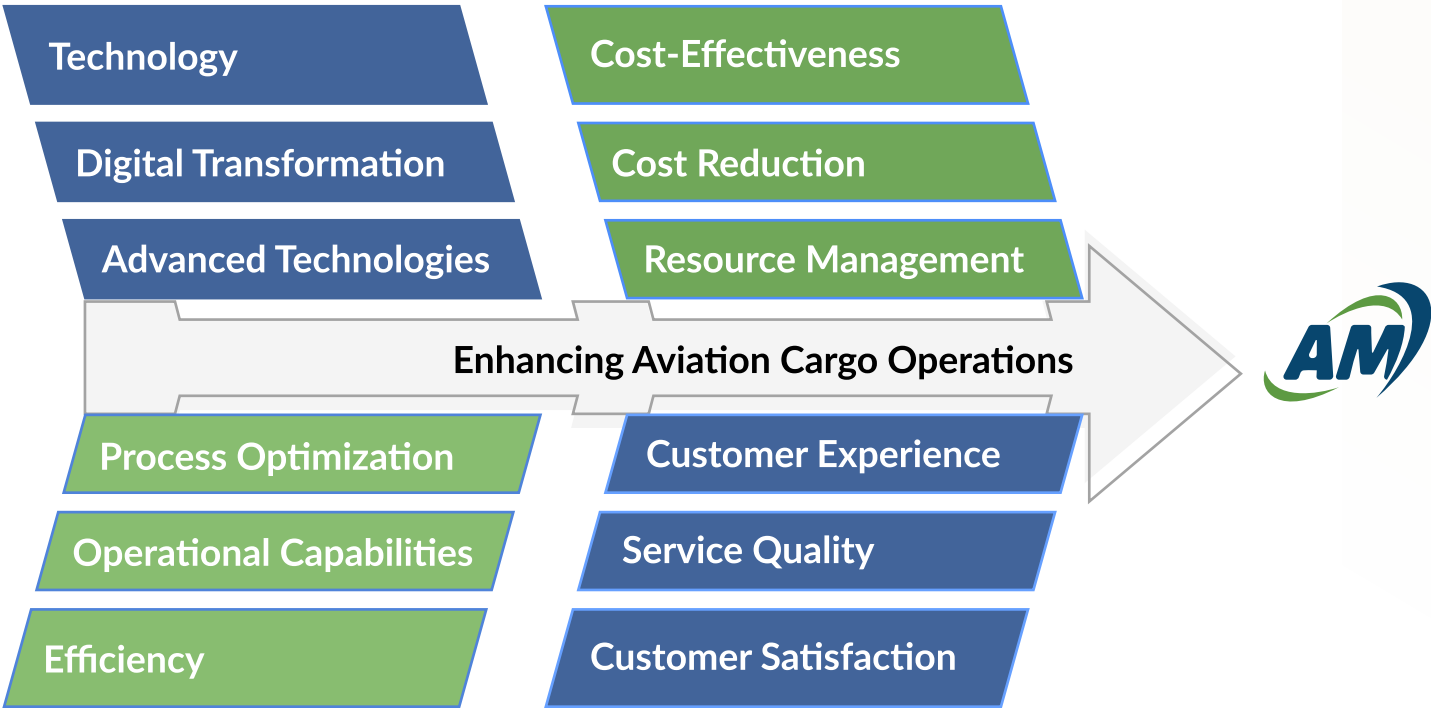 Technology
Digital Transformation
Advanced Technologies
Cost-Effectiveness
Cost Reduction
Resource Management
Enhancing Aviation Cargo Operations
AM
Process Optimization
Operational Capabilities
Efficiency
Customer Experience
Service Quality
Customer Satisfaction